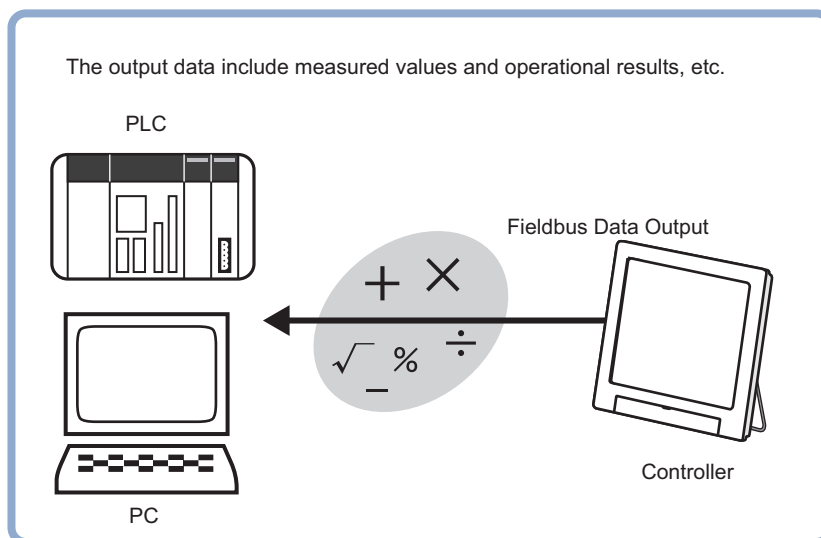 The output data include measured values and operational results, etc.
PLC
Fieldbus Data Output
+ ×
√ % ÷
−
Controller
PC